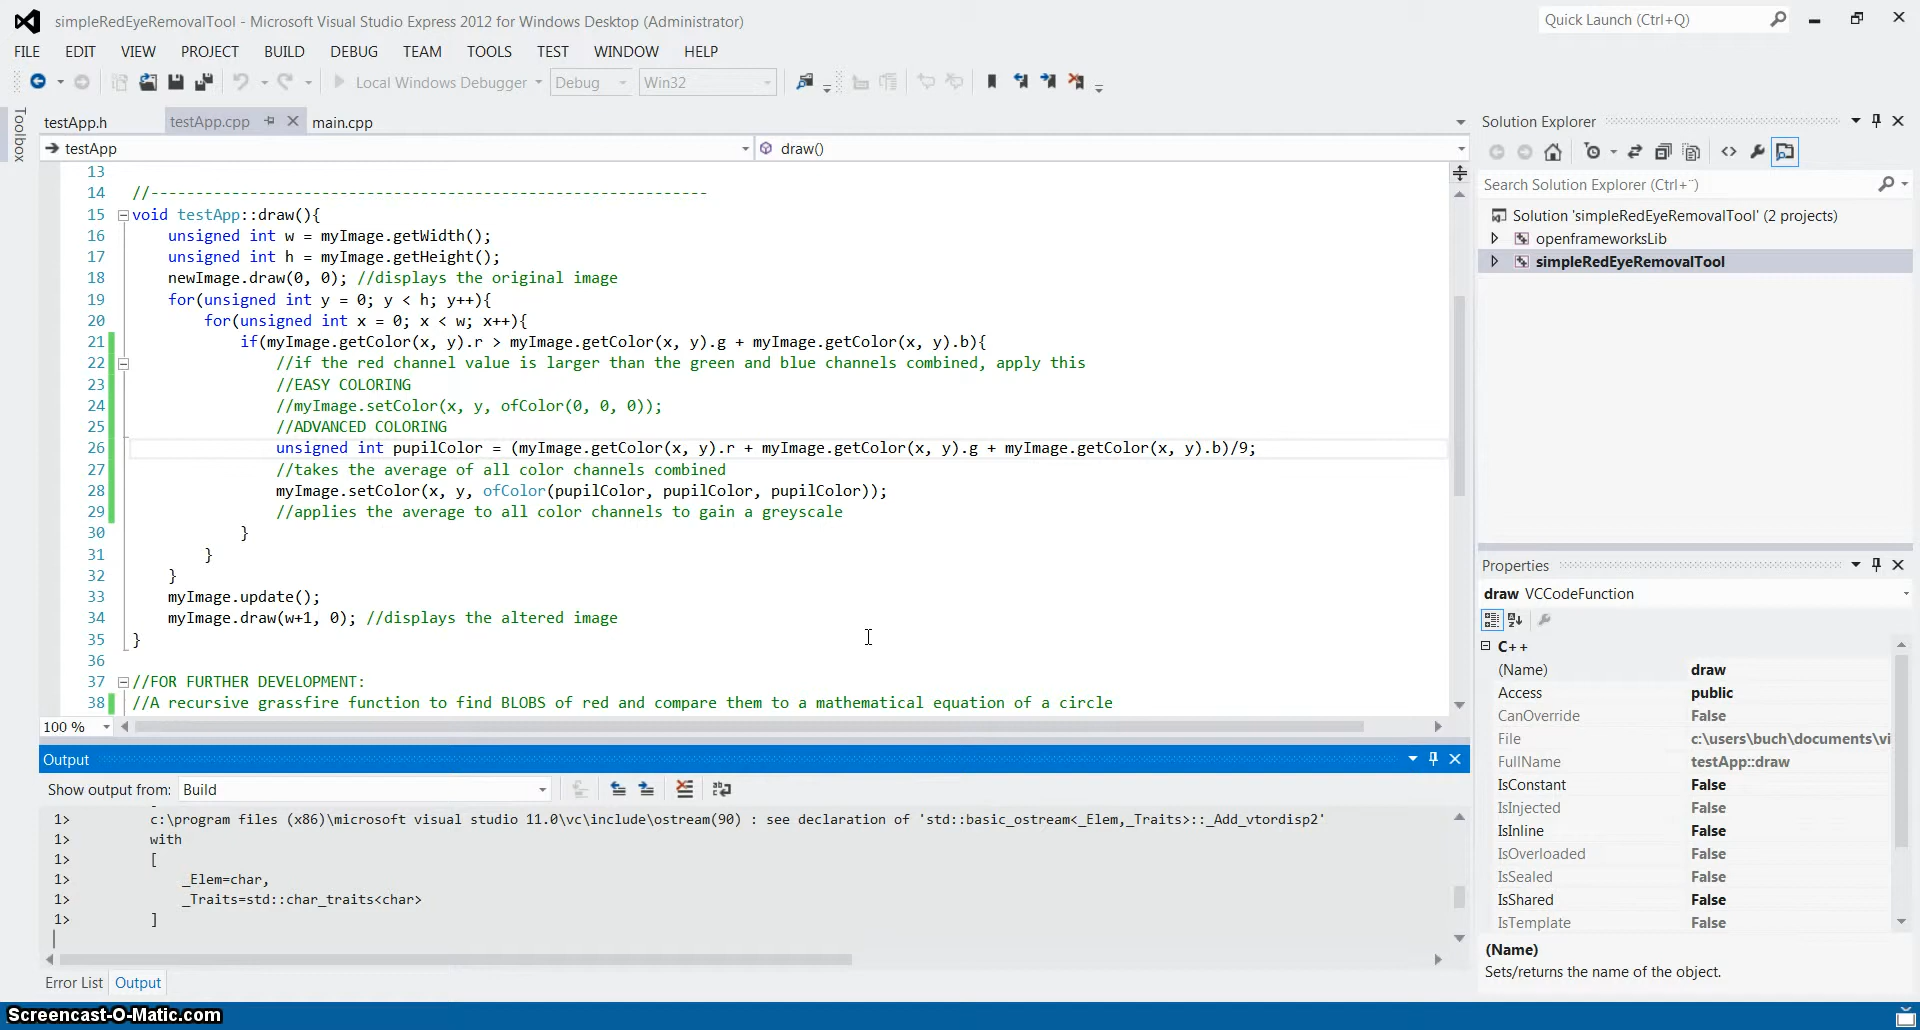 simpleRedEyeRemovalTool - Microsoft Visual Studio Express 2012 for Windows Desktop (Administrator)
Quick Launch (Ctrl+Q)
FILE EDIT VIEW PROJECT BUILD DEBUG TEAM TOOLS TEST WINDOW HELP
Local Windows Debugger Debug Win32
Toolbox
testApp.h testApp.cpp main.cpp
testApp draw()
13
14 //--------------------------------------------------------------
15 void testApp::draw(){
16 unsigned int w = myImage.getWidth();
17 unsigned int h = myImage.getHeight();
18 newImage.draw(0, 0); //displays the original image
19 for(unsigned int y = 0; y < h; y++){
20 for(unsigned int x = 0; x < w; x++){
21 if(myImage.getColor(x, y).r > myImage.getColor(x, y).g + myImage.getColor(x, y).b){
22 //if the red channel value is larger than the green and blue channels combined, apply this
23 //EASY COLORING
24 //myImage.setColor(x, y, ofColor(0, 0, 0));
25 //ADVANCED COLORING
26 unsigned int pupilColor = (myImage.getColor(x, y).r + myImage.getColor(x, y).g + myImage.getColor(x, y).b)/9;
27 //takes the average of all color channels combined
28 myImage.setColor(x, y, ofColor(pupilColor, pupilColor, pupilColor));
29 //applies the average to all color channels to gain a greyscale
30 }
31 }
32 }
33 myImage.update();
34 myImage.draw(w+1, 0); //displays the altered image
35 }
36
37 //FOR FURTHER DEVELOPMENT:
38 //A recursive grassfire function to find BLOBS of red and compare them to a mathematical equation of a circle
100 %
Output
Show output from: Build
1> c:\program files (x86)\microsoft visual studio 11.0\vc\include\ostream(90) : see declaration of 'std::basic_ostream<_Elem,_Traits>::_Add_vtordisp2'
1> with
1> [
1> _Elem=char,
1> _Traits=std::char_traits<char>
1> ]
Error List Output
Solution Explorer
Search Solution Explorer (Ctrl+¨)
Solution 'simpleRedEyeRemovalTool' (2 projects)
openframeworksLib
simpleRedEyeRemovalTool
Properties
draw VCCodeFunction
C++
(Name) draw
Access public
CanOverride False
File c:\users\buch\documents\vi
FullName testApp::draw
IsConstant False
IsInjected False
IsInline False
IsOverloaded False
IsSealed False
IsShared False
IsTemplate False
(Name)
Sets/returns the name of the object.
Screencast-O-Matic.com